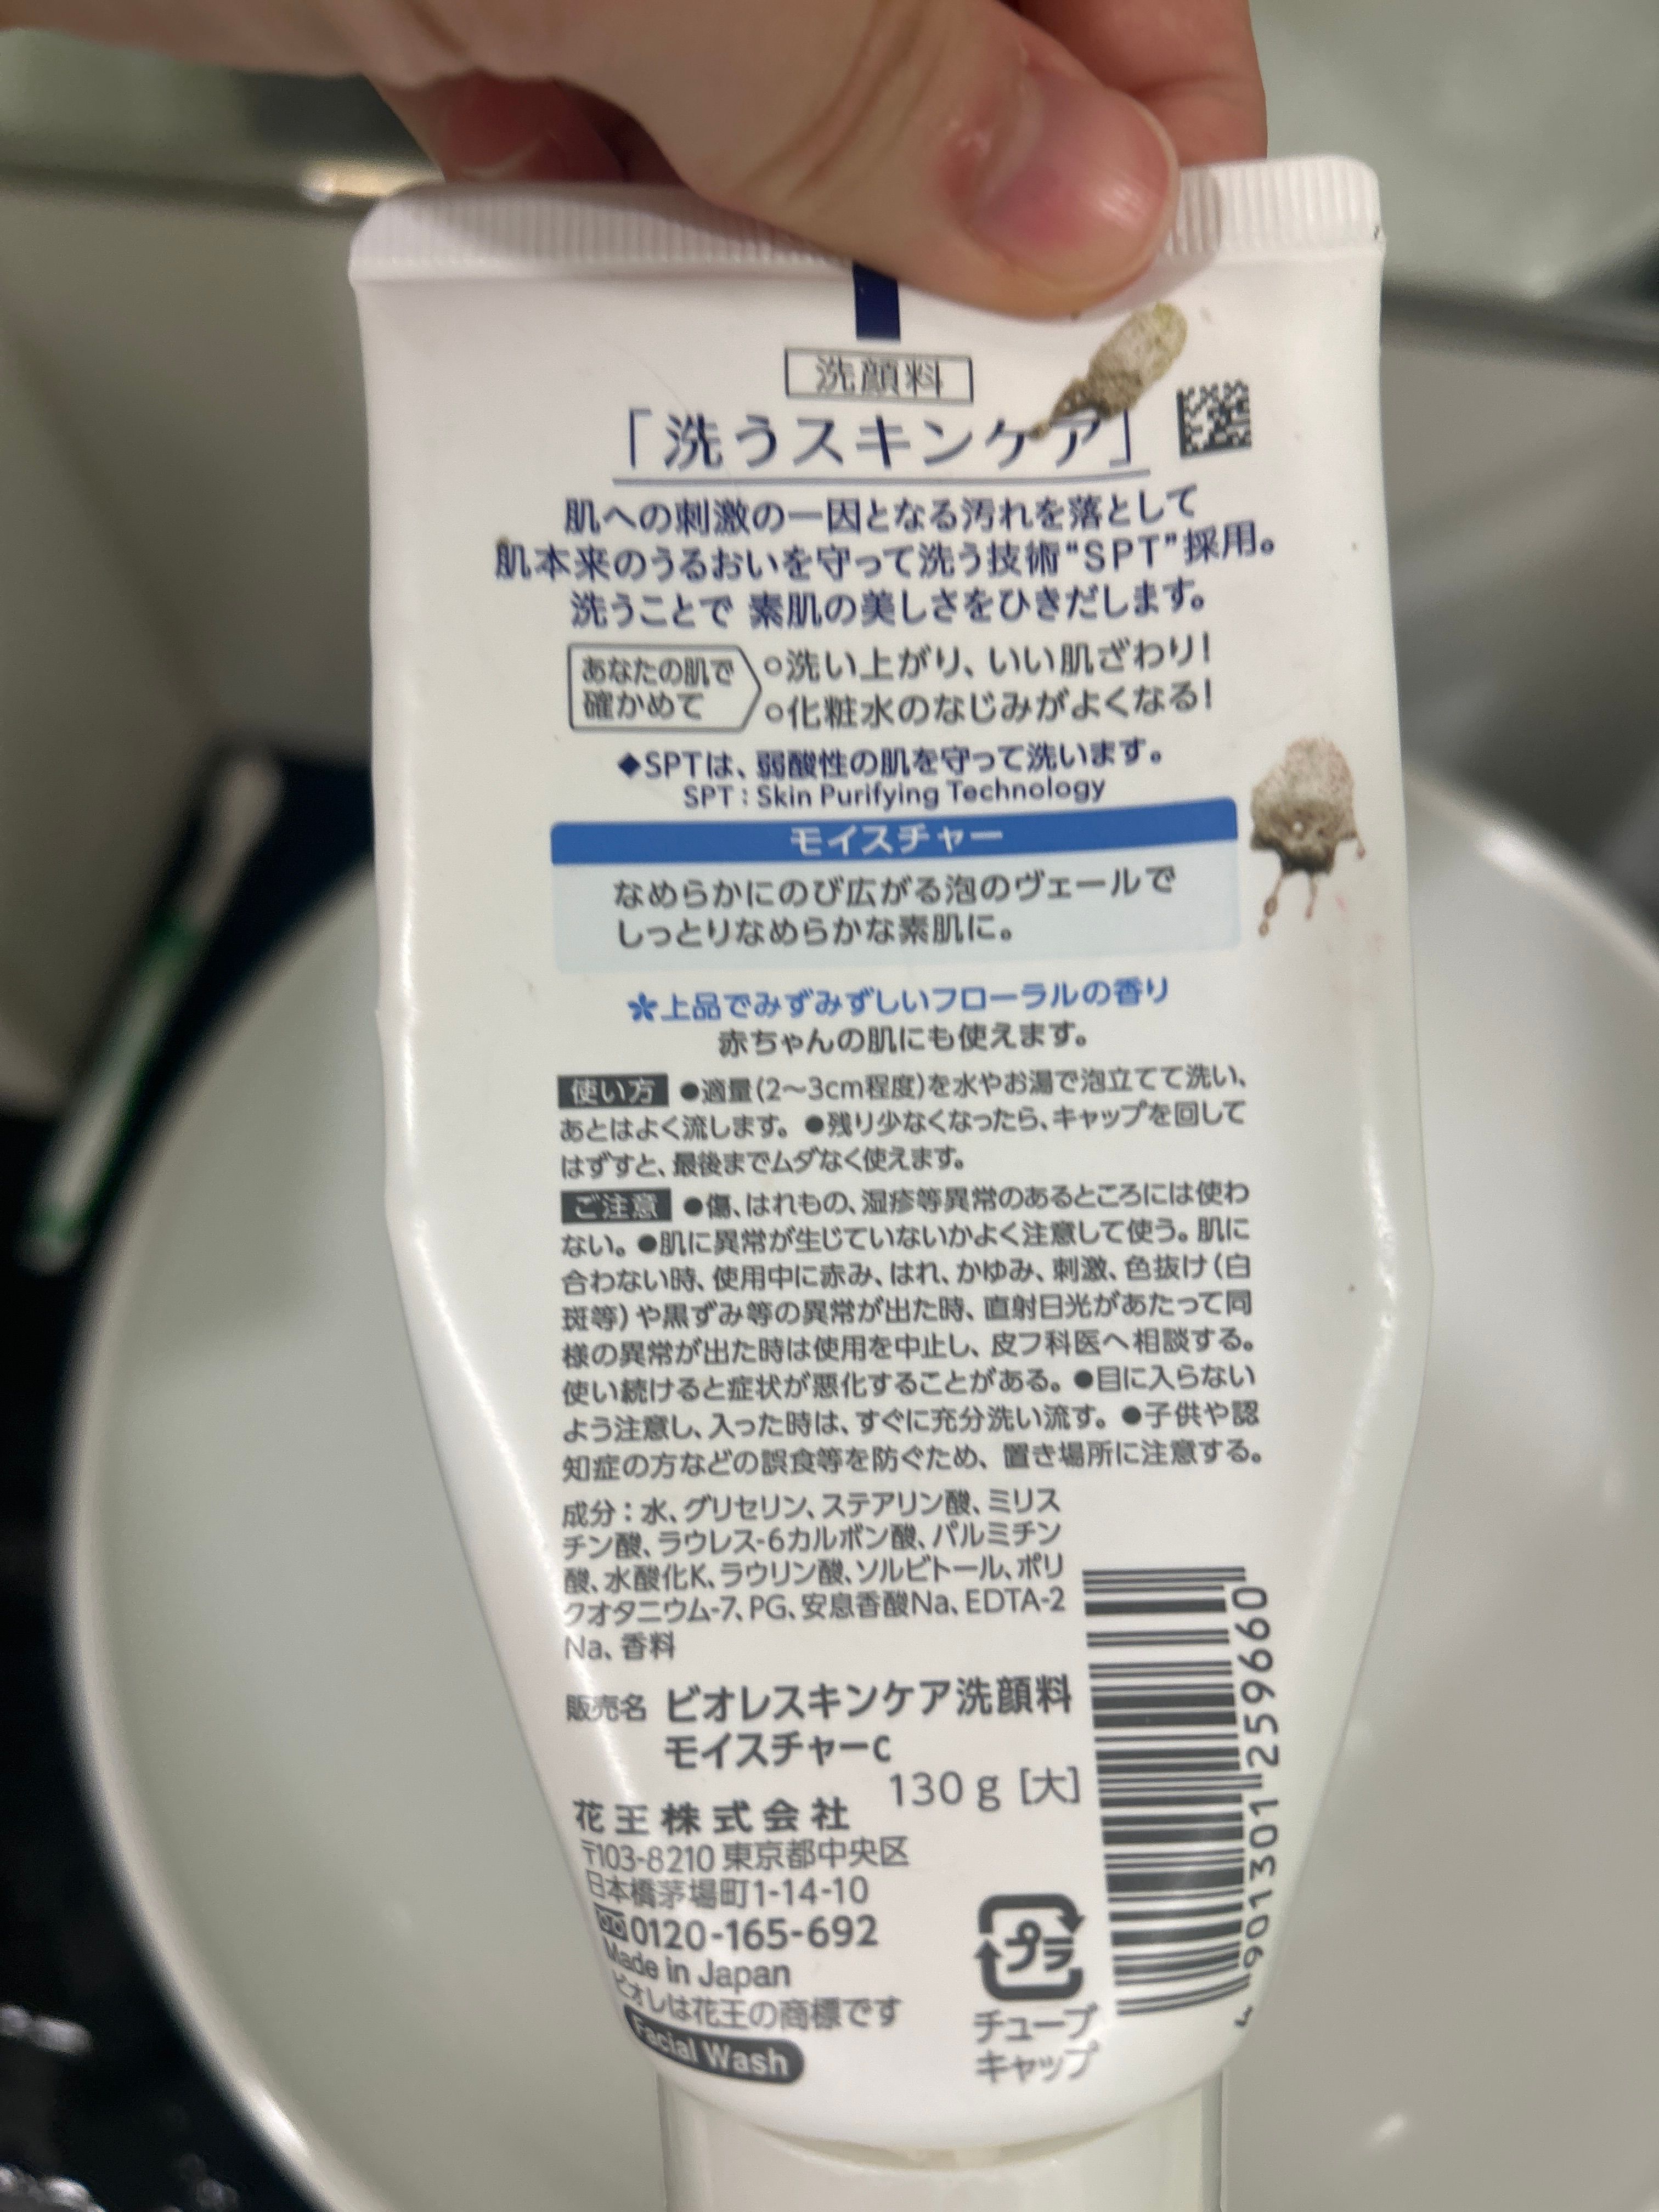 洗顔料
「洗うスキンケア」
肌への刺激の一因となる汚れを落として
肌本来のうるおいを守って洗う技術“SPT”採用。
洗うことで 素肌の美しさをひきだします。
あなたの肌で
確かめて
○洗い上がり、いい肌ざわり!
○化粧水のなじみがよくなる!
◆SPTは、弱酸性の肌を守って洗います。
SPT:Skin Purifying Technology
モイスチャー
なめらかにのび広がる泡のヴェールで
しっとりなめらかな素肌に。
＊上品でみずみずしいフローラルの香り
赤ちゃんの肌にも使えます。
使い方 ●適量(2〜3cm程度)を水やお湯で泡立てて洗い、
あとはよく流します。●残り少なくなったら、キャップを回して
はずすと、最後までムダなく使えます。
ご注意 ●傷、はれもの、湿疹等異常のあるところには使わ
ない。●肌に異常が生じていないかよく注意して使う。肌に
合わない時、使用中に赤み、はれ、かゆみ、刺激、色抜け(白
斑等)や黒ずみ等の異常が出た時、直射日光があたって同
様の異常が出た時は使用を中止し、皮フ科医へ相談する。
使い続けると症状が悪化することがある。●目に入らない
よう注意し、入った時は、すぐに充分洗い流す。●子供や認
知症の方などの誤食等を防ぐため、置き場所に注意する。
成分:水、グリセリン、ステアリン酸、ミリス
チン酸、ラウレス-6カルボン酸、パルミチン
酸、水酸化K、ラウリン酸、ソルビトール、ポリ
クオタニウム-7、PG、安息香酸Na、EDTA-2
Na、香料
販売名 ビオレスキンケア洗顔料
モイスチャーc
130g [大]
花王株式会社
〒103-8210 東京都中央区
日本橋茅場町1-14-10
0120-165-692
Made in Japan
ビオレは花王の商標です
Facial Wash
プラ
チューブ
キャップ
4 901301 259660